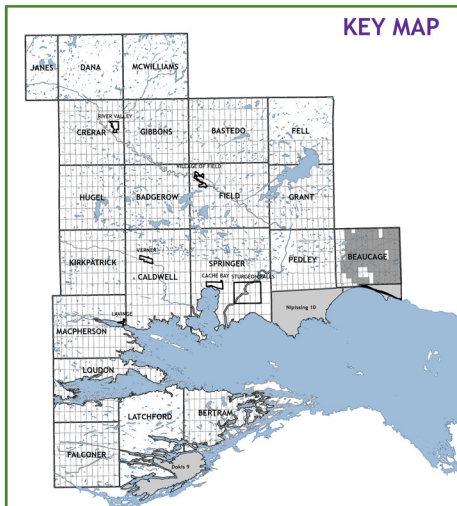 KEY MAP
JANES
DANA
MCWILLIAMS
RIVER VALLEY
CRERAR
GIBBONS
BASTEDO
FELL
VILLAGE OF FIELD
HUGEL
BADGEROW
FIELD
GRANT
KIRKPATRICK
VERNER
CALDWELL
SPRINGER
PEDLEY
BEAUCAGE
CACHE BAY
STURGEON FALLS
Nipissing 10
LAVINGE
MACPHERSON
LOUDON
LATCHFORD
BERTRAM
FALCONER
Dokis 9